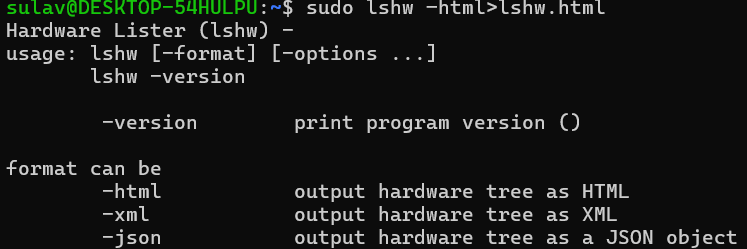 sulav@DESKTOP-54HULPU:~$ sudo lshw -html>lshw.html
Hardware Lister (lshw) -
usage: lshw [-format] [-options ...]
       lshw -version

        -version        print program version ()

format can be
        -html           output hardware tree as HTML
        -xml            output hardware tree as XML
        -json           output hardware tree as a JSON object